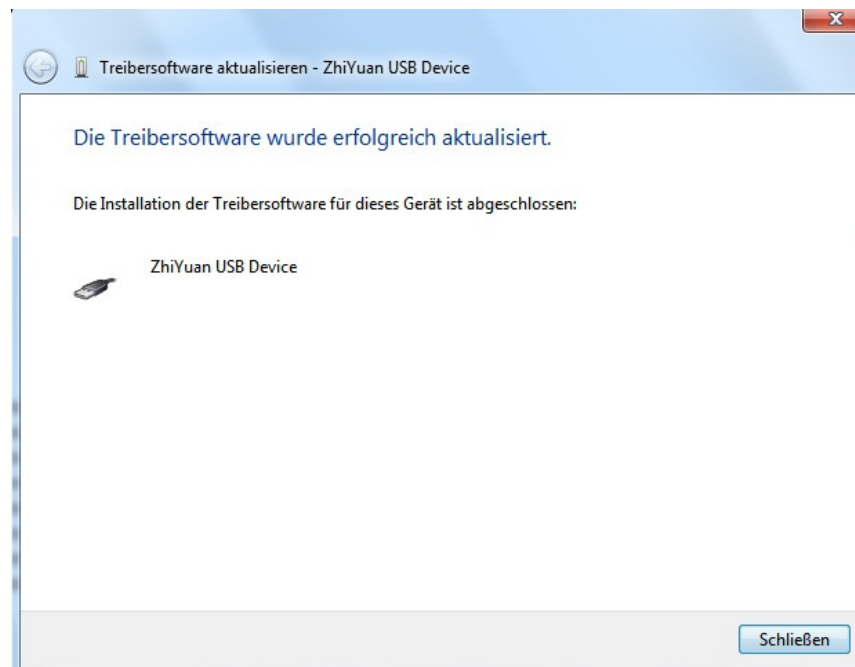 Treibersoftware aktualisieren - ZhiYuan USB Device
Die Treibersoftware wurde erfolgreich aktualisiert.
Die Installation der Treibersoftware für dieses Gerät ist abgeschlossen:
ZhiYuan USB Device
Schließen